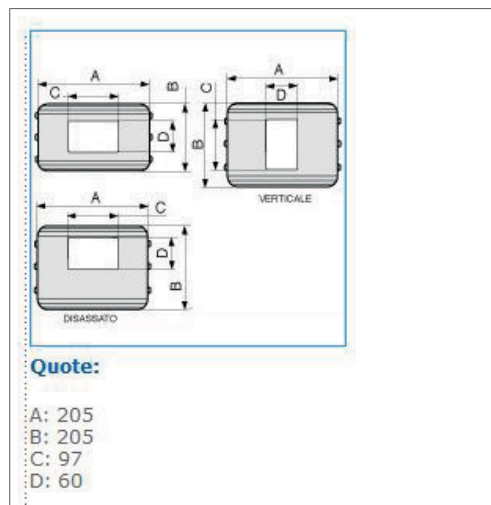 A
C
B
D
C
A
D
B
VERTICALE
A
C
D
B
DISASSATO
Quote:
A: 205
B: 205
C: 97
D: 60